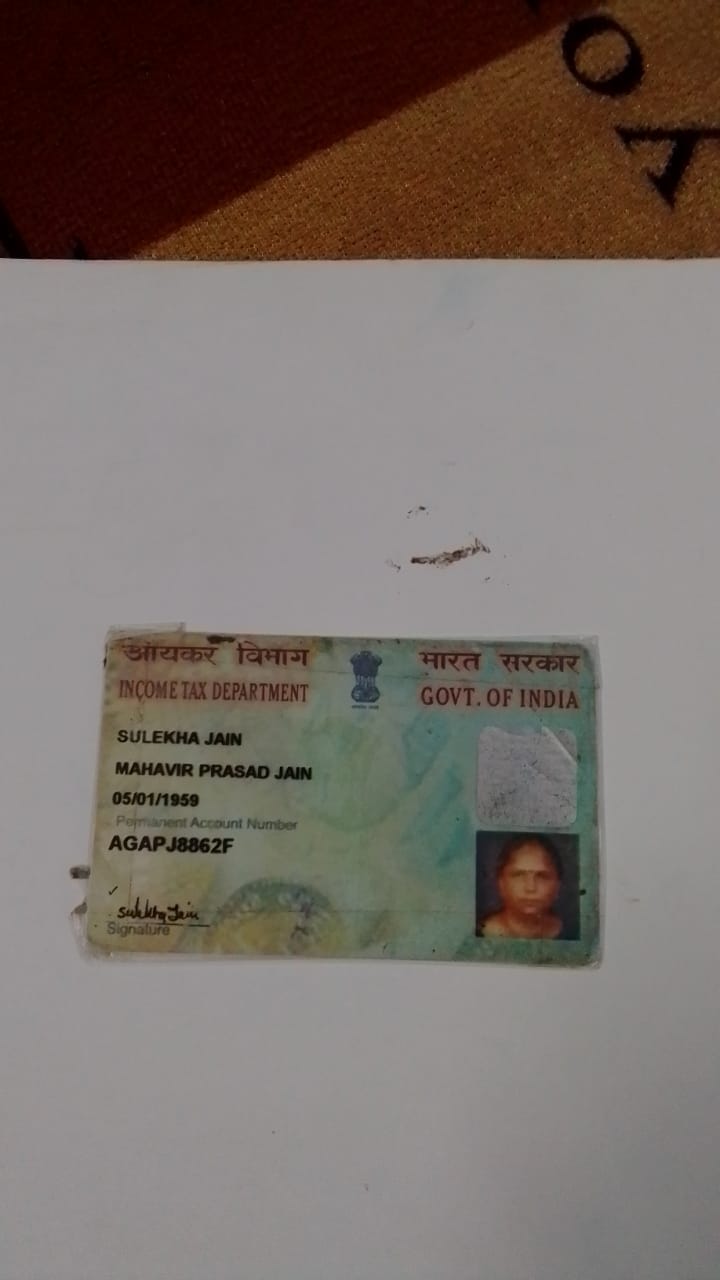 आयकर विभाग
भारत सरकार
INCOME TAX DEPARTMENT
GOVT. OF INDIA
SULEKHA JAIN
MAHAVIR PRASAD JAIN
05/01/1959
Permanent Account Number
AGAPJ8862F
Sulekha Jain
Signature
OK